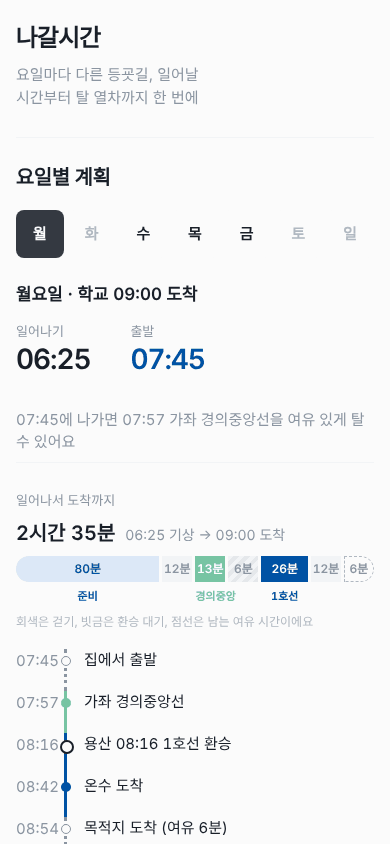 나갈시간
요일마다 다른 등굣길, 일어날
시간부터 탈 열차까지 한 번에
요일별 계획
월 화 수 목 금 토 일
월요일 · 학교 09:00 도착
일어나기 출발
06:25 07:45
07:45에 나가면 07:57 가좌 경의중앙선을 여유 있게 탈
수 있어요
일어나서 도착까지
2시간 35분 06:25 기상 → 09:00 도착
80분 12분 13분 6분 26분 12분 6분
준비 경의중앙 1호선
회색은 걷기, 빗금은 환승 대기, 점선은 남는 여유 시간이에요
07:45 집에서 출발
07:57 가좌 경의중앙선
08:16 용산 08:16 1호선 환승
08:42 온수 도착
08:54 목적지 도착 (여유 6분)